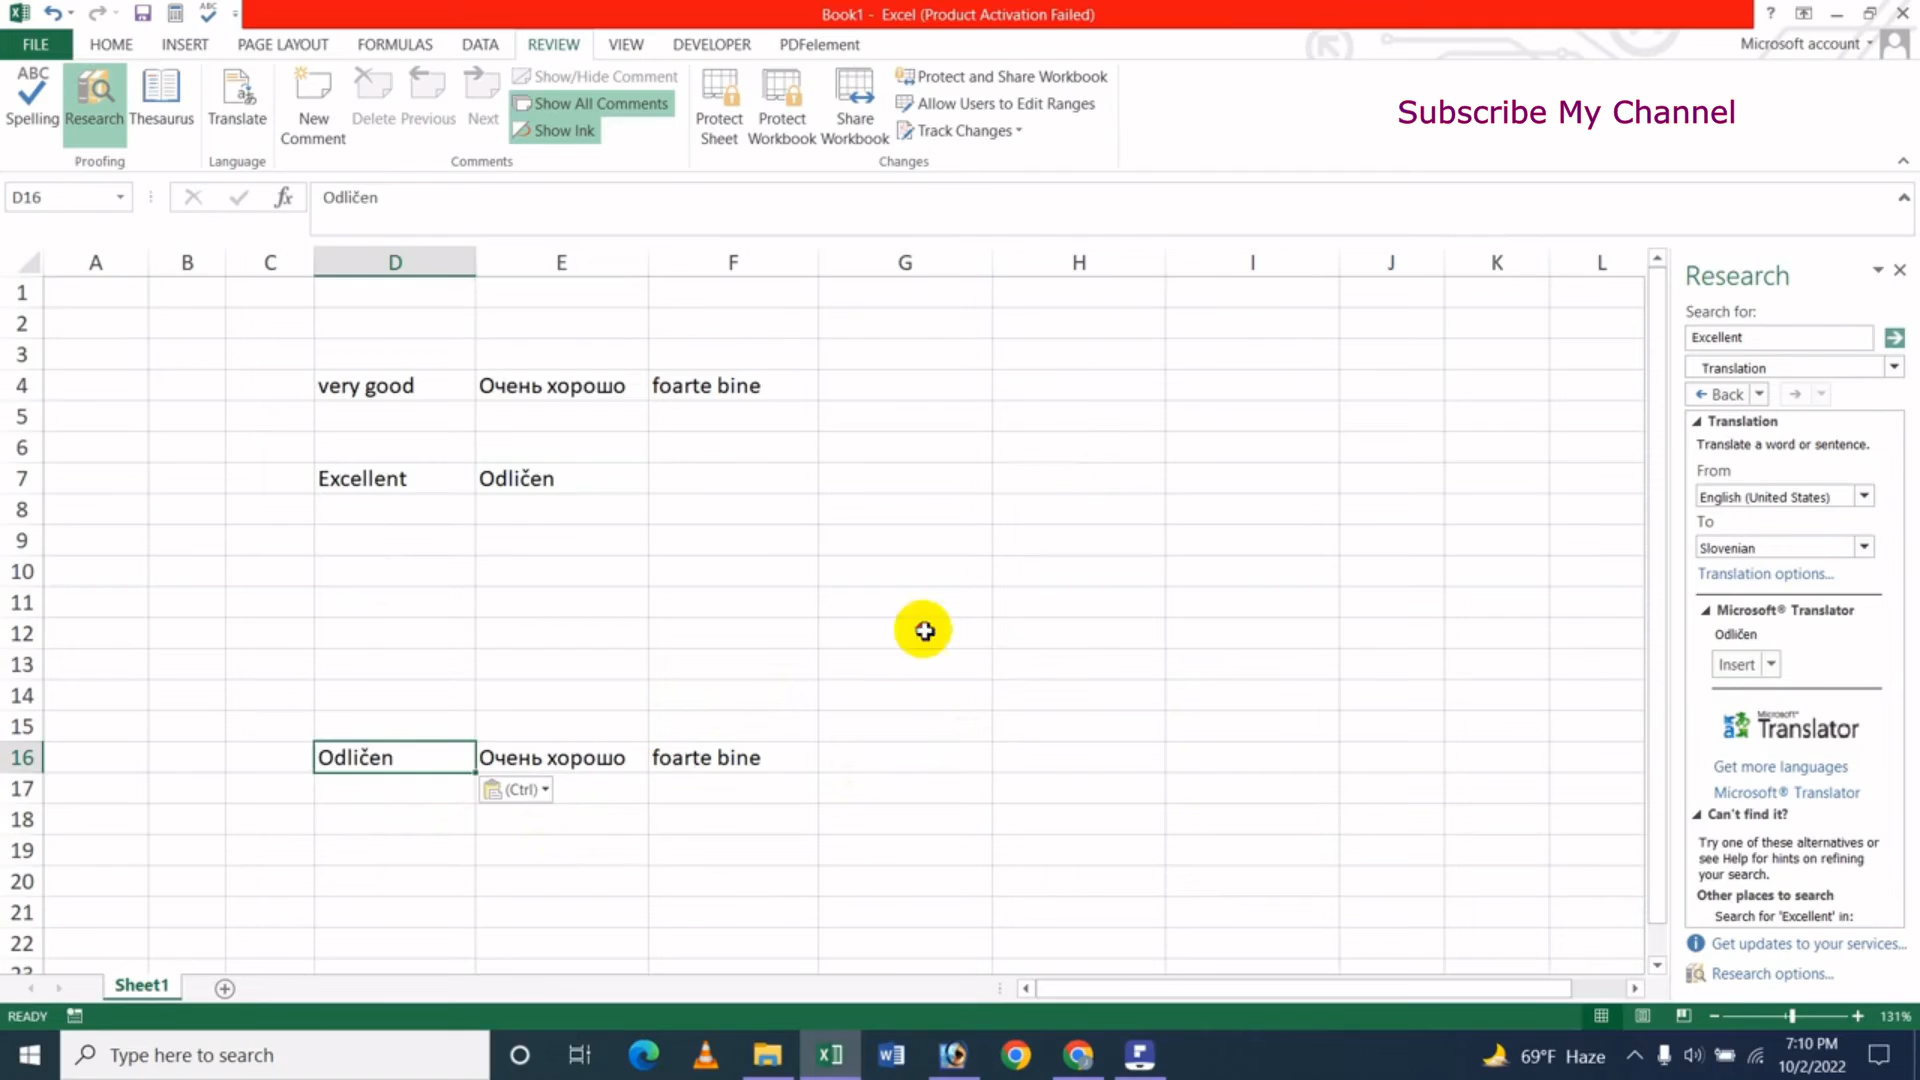 Book1 - Excel (Product Activation Failed)
FILE HOME INSERT PAGE LAYOUT FORMULAS DATA REVIEW VIEW DEVELOPER PDFelement Microsoft account
ABC
Spelling Research Thesaurus Translate New Comment Delete Previous Next
Show/Hide Comment
Show All Comments
Show Ink
Protect Sheet Protect Workbook Share Workbook
Protect and Share Workbook
Allow Users to Edit Ranges
Track Changes
Subscribe My Channel
Proofing Language Comments Changes
D16 fx Odličen
A B C D E F G H I J K L
1
2
3
4 very good Очень хорошо foarte bine
5
6
7 Excellent Odličen
8
9
10
11
12
13
14
15
16 Odličen Очень хорошо foarte bine
17 (Ctrl)
18
19
20
21
22
23
Research
Search for:
Excellent
Translation
Back
Translation
Translate a word or sentence.
From
English (United States)
To
Slovenian
Translation options...
Microsoft® Translator
Odličen
Insert
Microsoft®
Translator
Get more languages
Microsoft® Translator
Can't find it?
Try one of these alternatives or
see Help for hints on refining
your search.
Other places to search
Search for 'Excellent' in:
Get updates to your services...
Research options...
Sheet1
READY 131%
Type here to search 69°F Haze 7:10 PM
10/2/2022